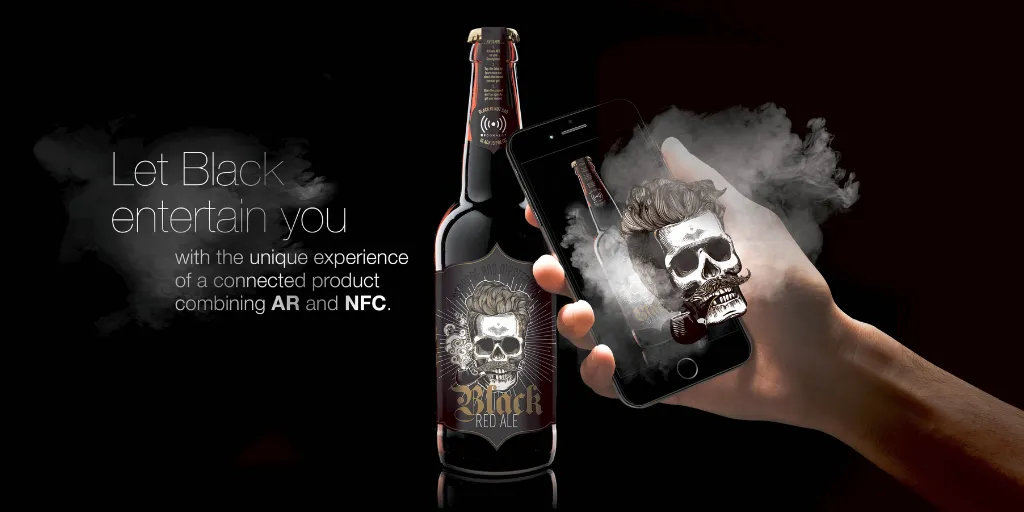 Let Black
entertain you
with the unique experience
of a connected product
combining AR and NFC.
Black
RED ALE